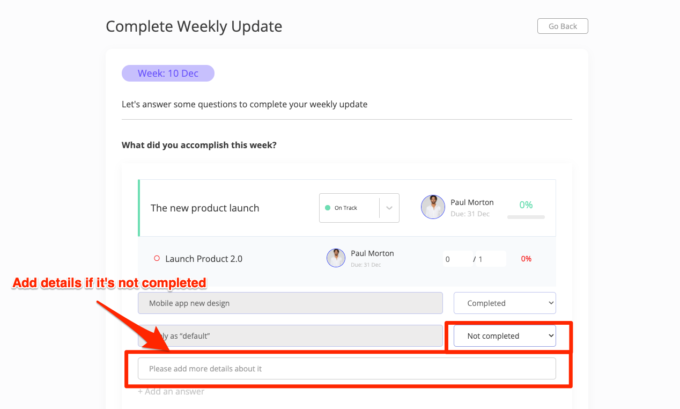 Complete Weekly Update
Go Back
Week: 10 Dec
Let's answer some questions to complete your weekly update
What did you accomplish this week?
The new product launch
On Track
Paul Morton
Due: 31 Dec
0%
Launch Product 2.0
Paul Morton
Due: 31 Dec
0 / 1
0%
Add details if it's not completed
Mobile app new design
Completed
as "default"
Not completed
Please add more details about it
+ Add an answer